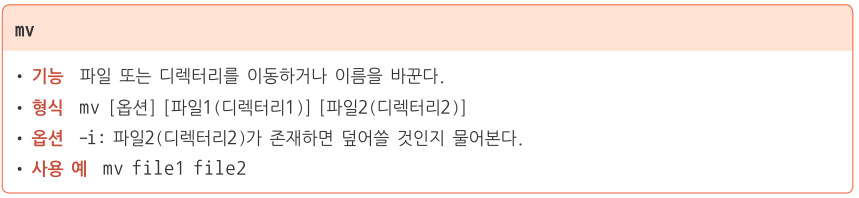 mv
• 기능 파일 또는 디렉터리를 이동하거나 이름을 바꾼다.
• 형식 mv [옵션] [파일1(디렉터리1)] [파일2(디렉터리2)]
• 옵션 -i: 파일2(디렉터리2)가 존재하면 덮어쓸 것인지 물어본다.
• 사용 예 mv file1 file2